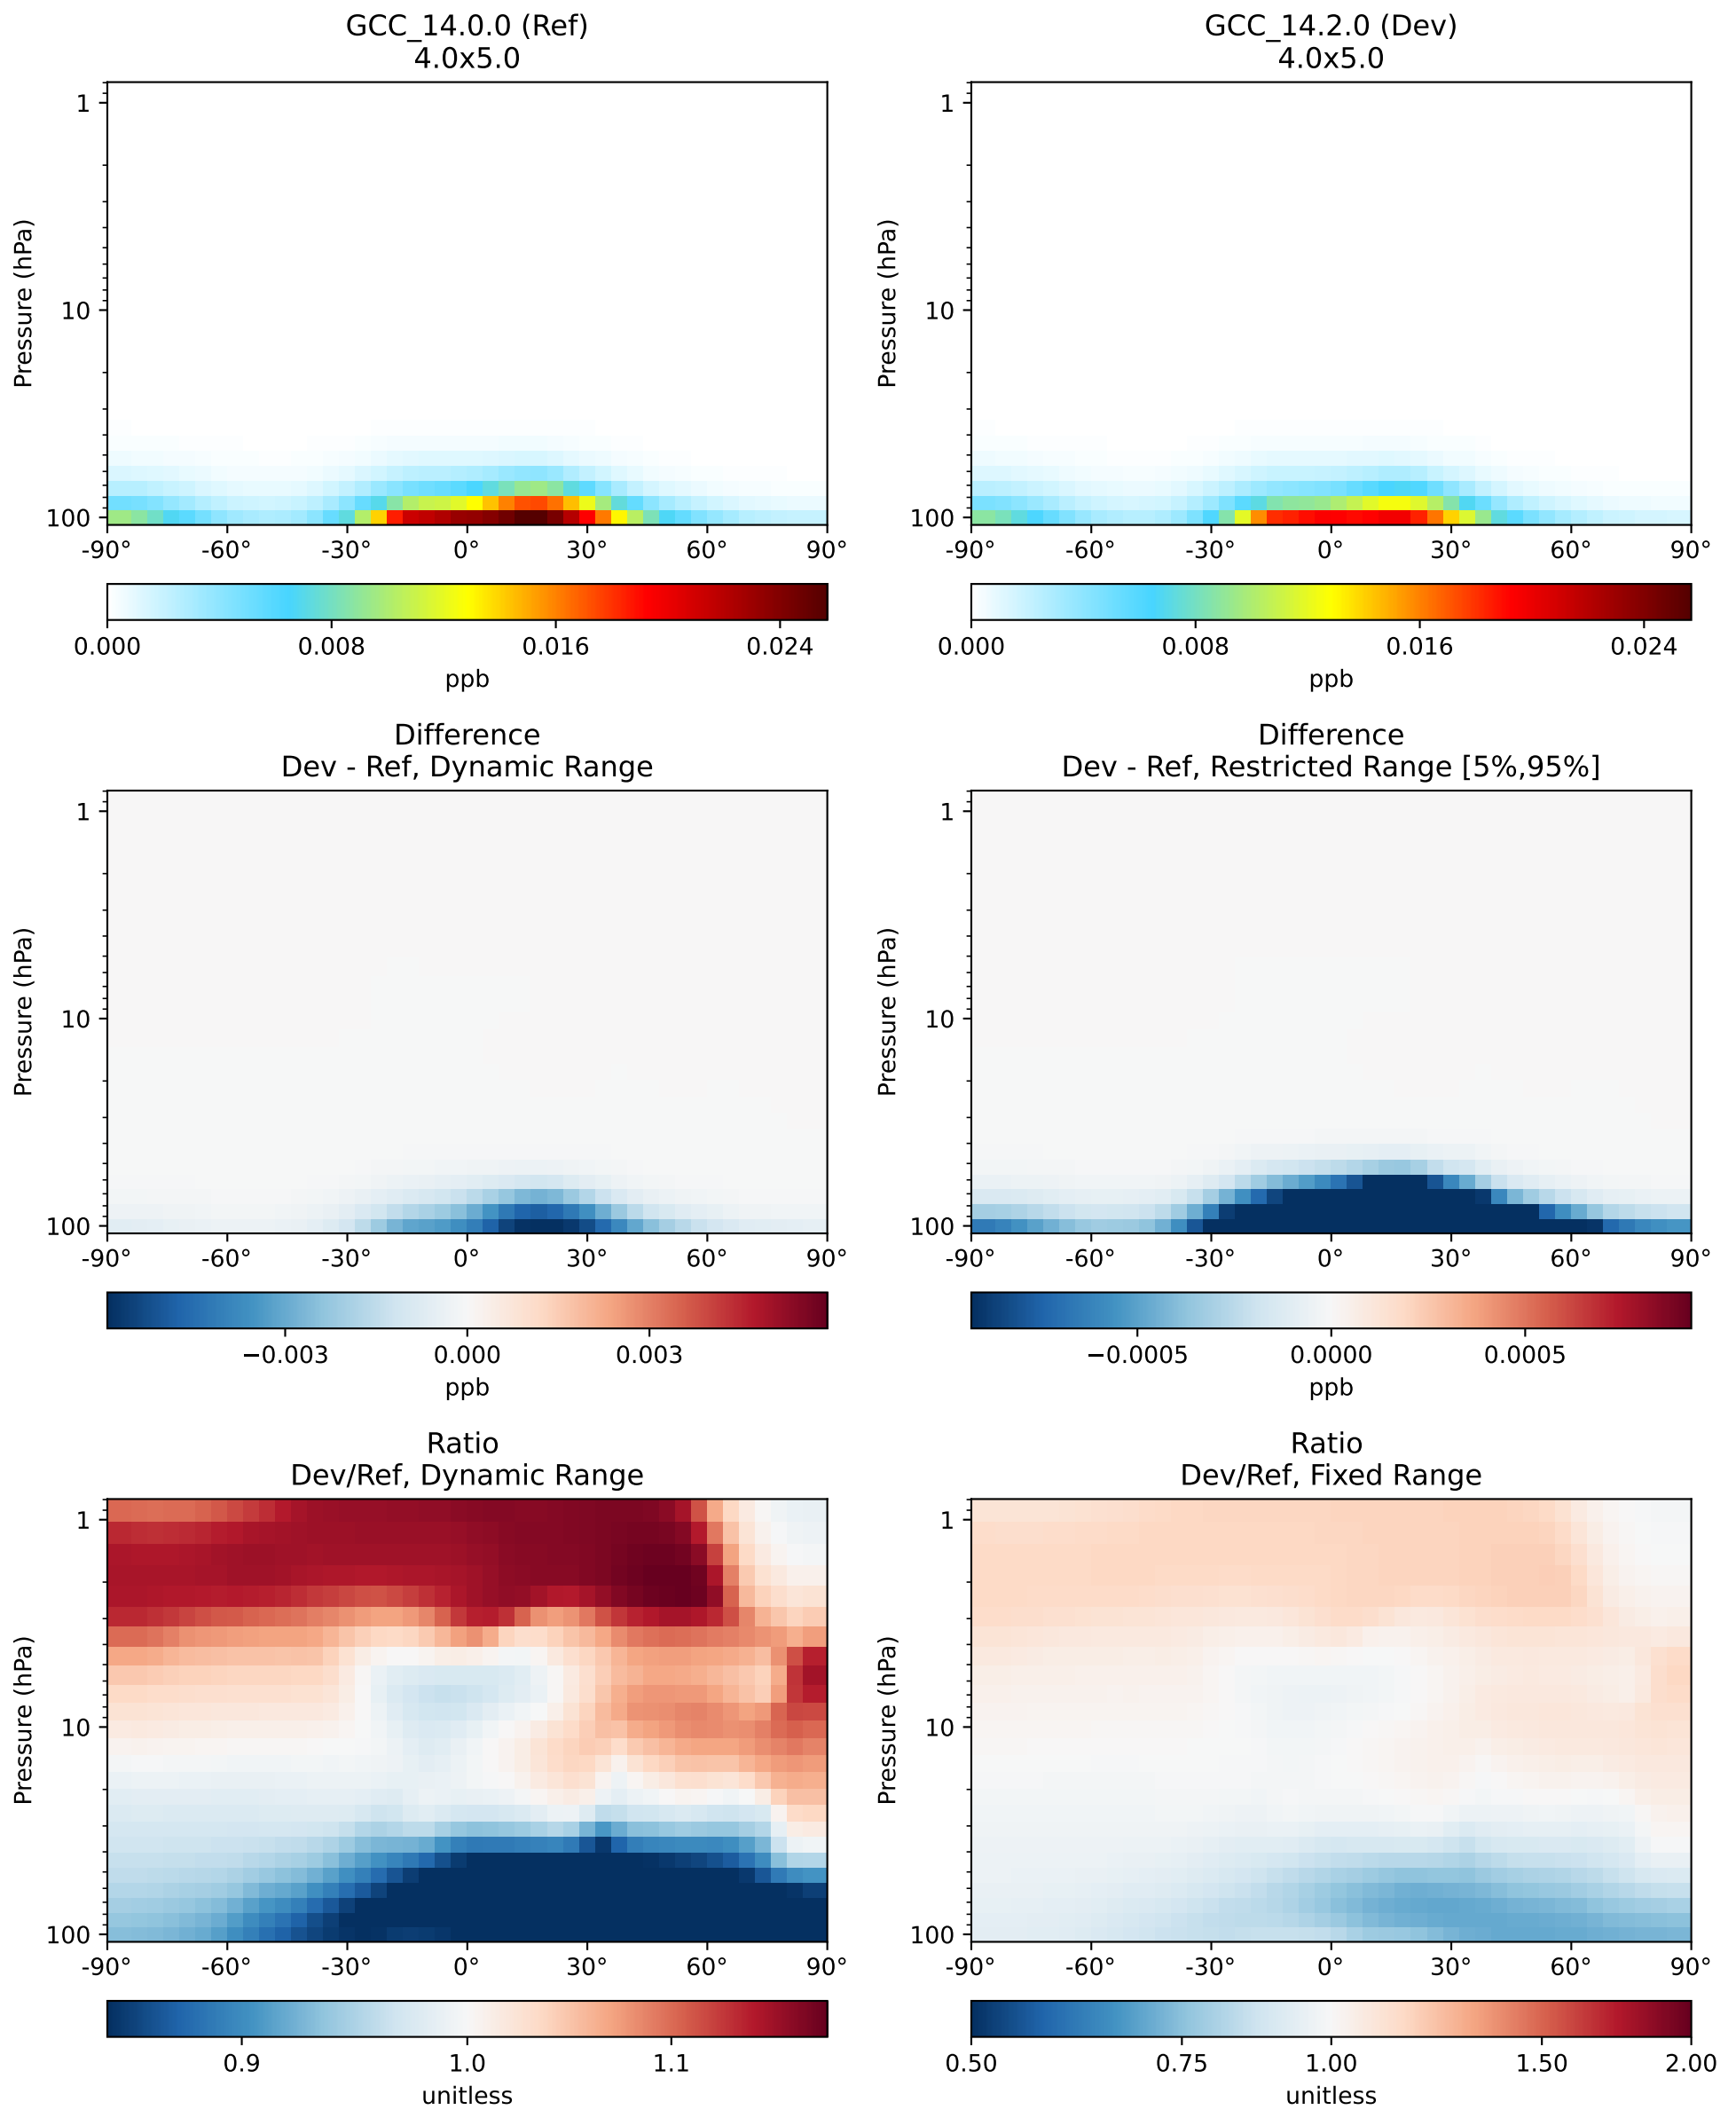 GCC_14.0.0 (Ref)
4.0x5.0
1
10
100
Pressure (hPa)
-90° -60° -30° 0° 30° 60° 90°
0.000 0.008 0.016 0.024
ppb
GCC_14.2.0 (Dev)
4.0x5.0
1
10
100
Pressure (hPa)
-90° -60° -30° 0° 30° 60° 90°
0.000 0.008 0.016 0.024
ppb
Difference
Dev - Ref, Dynamic Range
1
10
100
Pressure (hPa)
-90° -60° -30° 0° 30° 60° 90°
−0.003 0.000 0.003
ppb
Difference
Dev - Ref, Restricted Range [5%,95%]
1
10
100
Pressure (hPa)
-90° -60° -30° 0° 30° 60° 90°
−0.0005 0.0000 0.0005
ppb
Ratio
Dev/Ref, Dynamic Range
1
10
100
Pressure (hPa)
-90° -60° -30° 0° 30° 60° 90°
0.9 1.0 1.1
unitless
Ratio
Dev/Ref, Fixed Range
1
10
100
Pressure (hPa)
-90° -60° -30° 0° 30° 60° 90°
0.50 0.75 1.00 1.50 2.00
unitless